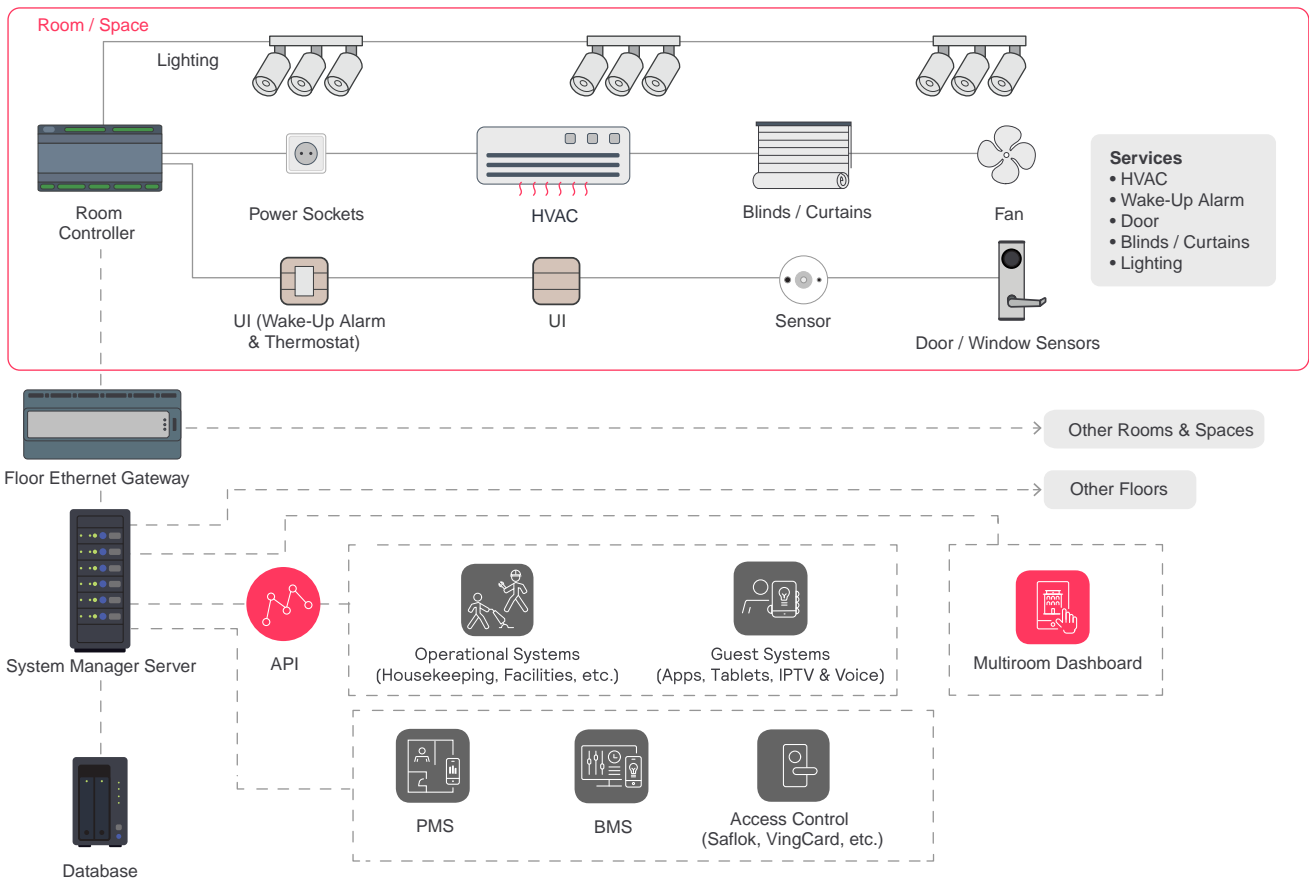 Room / Space
Lighting
Room
Controller
Power Sockets
HVAC
Blinds / Curtains
Fan
Services
• HVAC
• Wake-Up Alarm
• Door
• Blinds / Curtains
• Lighting
UI (Wake-Up Alarm
& Thermostat)
UI
Sensor
Door / Window Sensors
Floor Ethernet Gateway
Other Rooms & Spaces
Other Floors
System Manager Server
API
Operational Systems
(Housekeeping, Facilities, etc.)
Guest Systems
(Apps, Tablets, IPTV & Voice)
Multiroom Dashboard
PMS
BMS
Access Control
(Saflok, VingCard, etc.)
Database